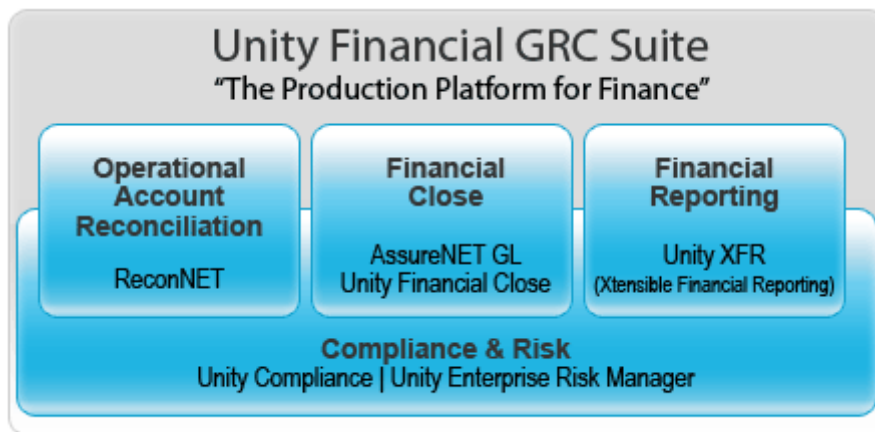 Unity Financial GRC Suite
“The Production Platform for Finance”
Operational
Account
Reconciliation
ReconNET
Financial
Close
AssureNET GL
Unity Financial Close
Financial
Reporting
Unity XFR
(Xtensible Financial Reporting)
Compliance & Risk
Unity Compliance | Unity Enterprise Risk Manager